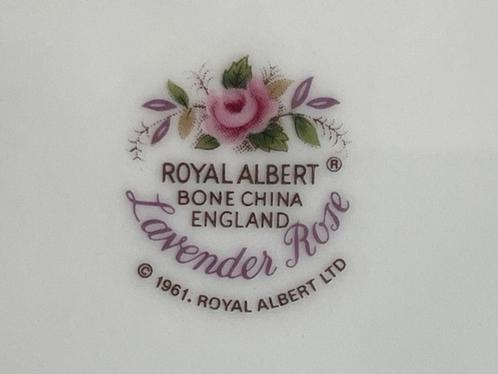 ROYAL ALBERT ®
BONE CHINA
ENGLAND
Lavender Rose
© 1961. ROYAL ALBERT LTD